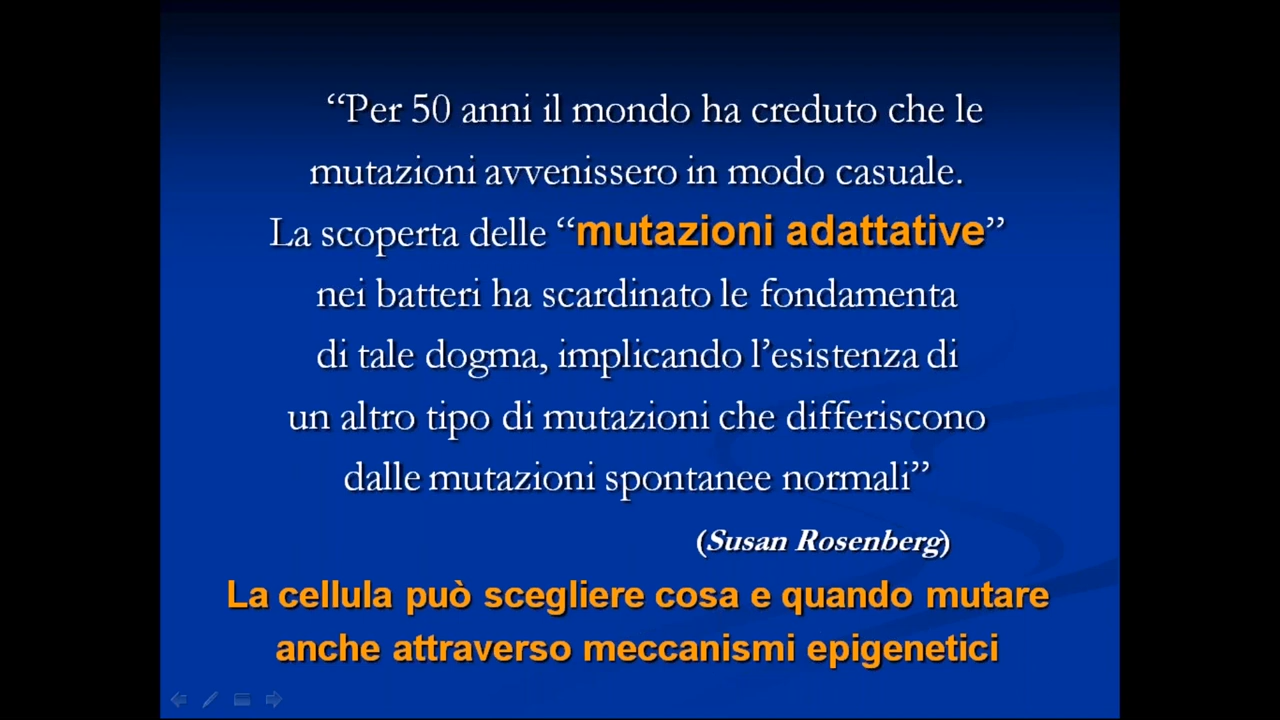 “Per 50 anni il mondo ha creduto che le
mutazioni avvenissero in modo casuale.
La scoperta delle “mutazioni adattative”
nei batteri ha scardinato le fondamenta
di tale dogma, implicando l’esistenza di
un altro tipo di mutazioni che differiscono
dalle mutazioni spontanee normali”
(Susan Rosenberg)
La cellula può scegliere cosa e quando mutare
anche attraverso meccanismi epigenetici